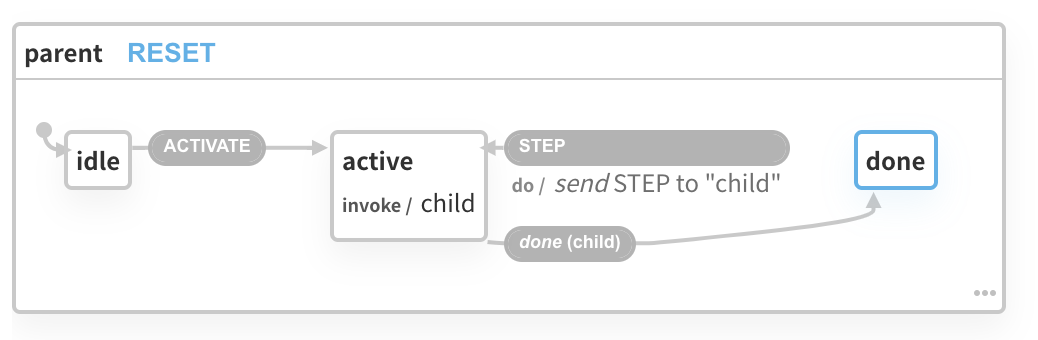 parent RESET
idle
ACTIVATE
active
invoke / child
STEP
do / send STEP to "child"
done (child)
done